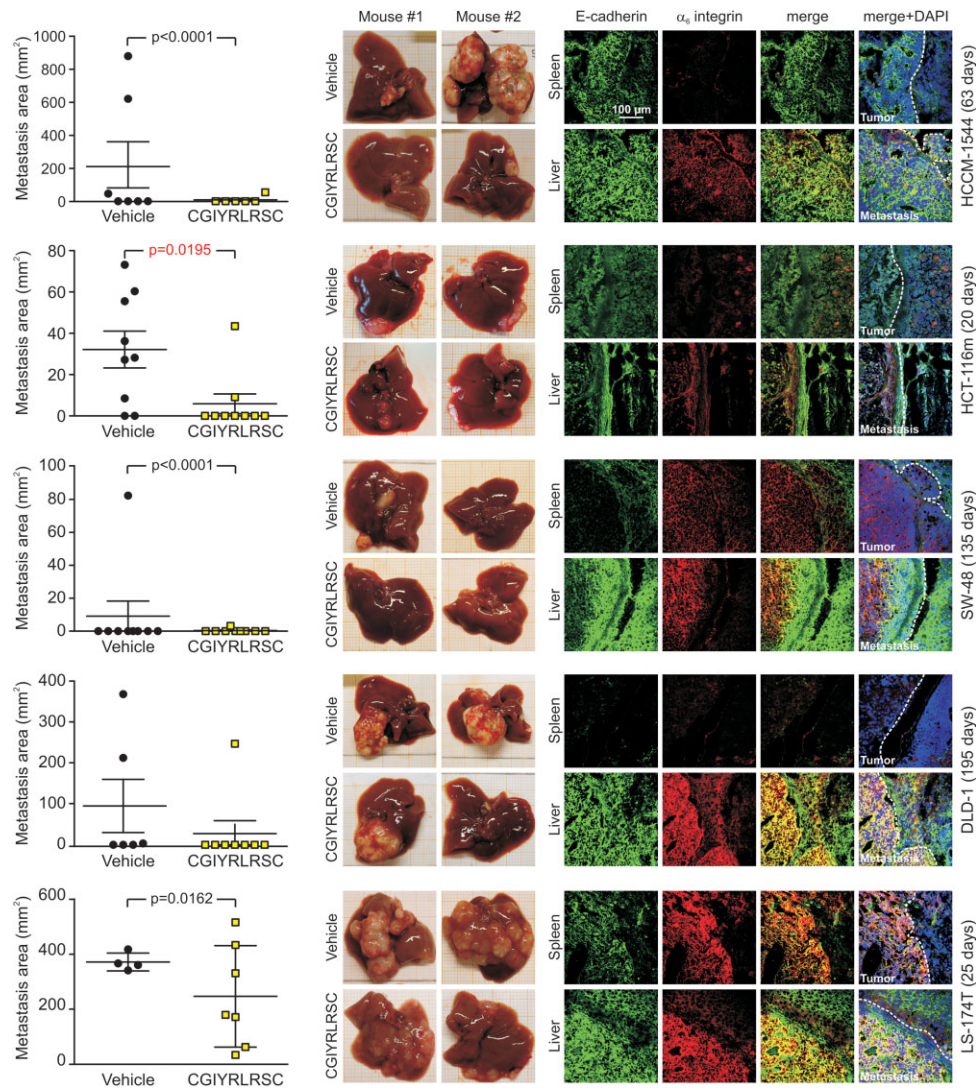 Mouse #1 Mouse #2 E-cadherin α₆ integrin merge merge+DAPI
Metastasis area (mm²)
1000
800
600
400
200
0
p<0.0001
Vehicle CGIYRLRSC
Vehicle
CGIYRLRSC
Spleen
100 µm
Tumor
Liver
Metastasis
HCCM-1544 (63 days)
Metastasis area (mm²)
80
60
40
20
0
p=0.0195
Vehicle CGIYRLRSC
Vehicle
CGIYRLRSC
Spleen
Tumor
Liver
Metastasis
HCT-116m (20 days)
Metastasis area (mm²)
100
80
60
40
20
0
p<0.0001
Vehicle CGIYRLRSC
Vehicle
CGIYRLRSC
Spleen
Tumor
Liver
Metastasis
SW-48 (135 days)
Metastasis area (mm²)
400
300
200
100
0
Vehicle CGIYRLRSC
Vehicle
CGIYRLRSC
Spleen
Tumor
Liver
Metastasis
DLD-1 (195 days)
Metastasis area (mm²)
600
400
200
0
p=0.0162
Vehicle CGIYRLRSC
Vehicle
CGIYRLRSC
Spleen
Tumor
Liver
Metastasis
LS-174T (25 days)